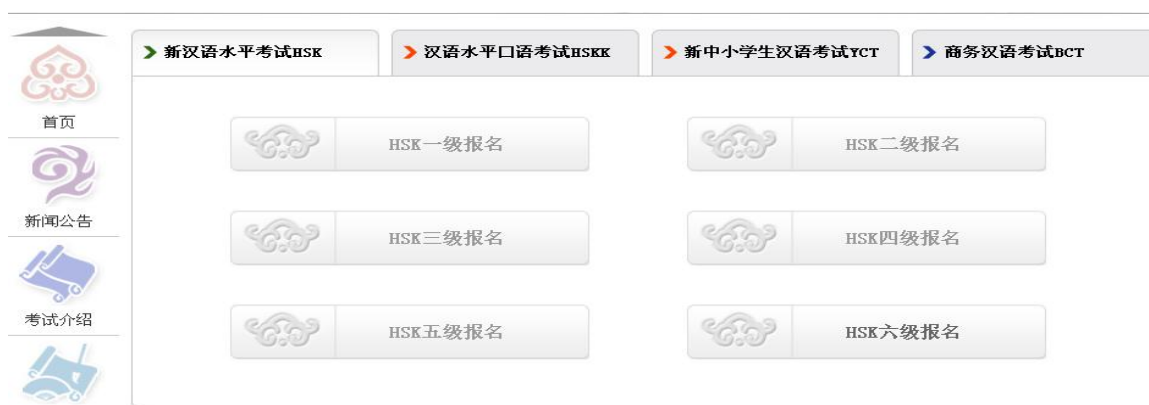 新汉语水平考试HSK
汉语水平口语考试HSKK
新中小学生汉语考试YCT
商务汉语考试BCT
首页
新闻公告
考试介绍
HSK一级报名
HSK二级报名
HSK三级报名
HSK四级报名
HSK五级报名
HSK六级报名